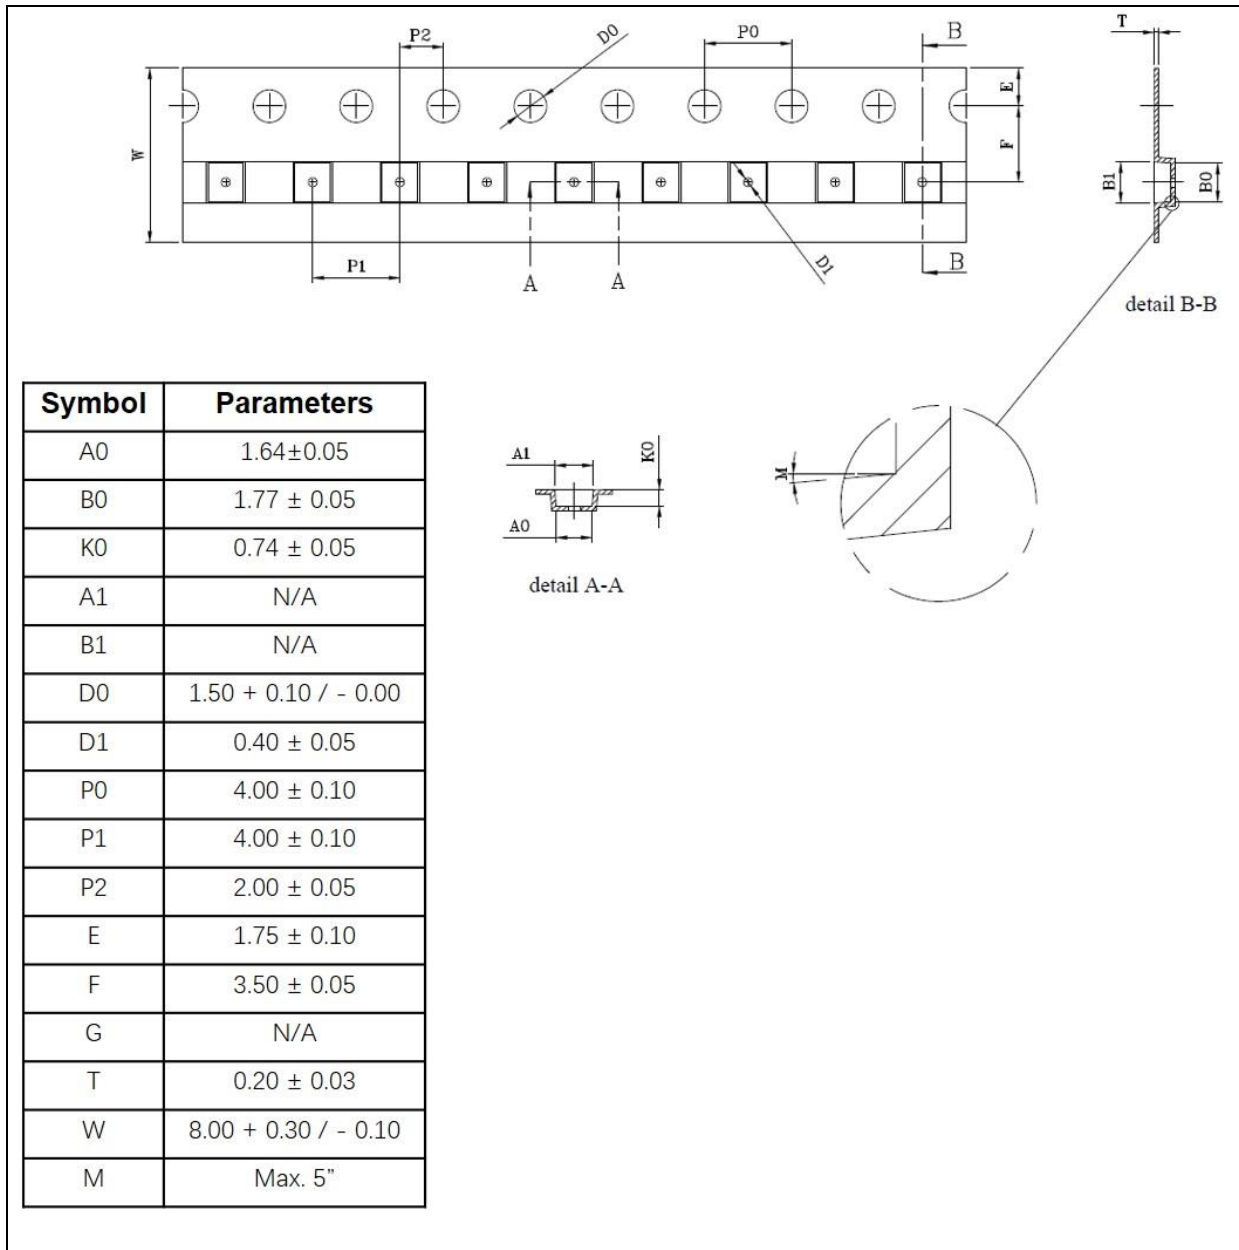 P2
D0
P0
B
T
E
W
F
B1
B0
P1
A
A
D1
B
detail B-B
Symbol Parameters
A0 1.64±0.05
B0 1.77 ± 0.05
K0 0.74 ± 0.05
A1 N/A
B1 N/A
D0 1.50 + 0.10 / - 0.00
D1 0.40 ± 0.05
P0 4.00 ± 0.10
P1 4.00 ± 0.10
P2 2.00 ± 0.05
E 1.75 ± 0.10
F 3.50 ± 0.05
G N/A
T 0.20 ± 0.03
W 8.00 + 0.30 / - 0.10
M Max. 5”
A1
K0
A0
detail A-A
M